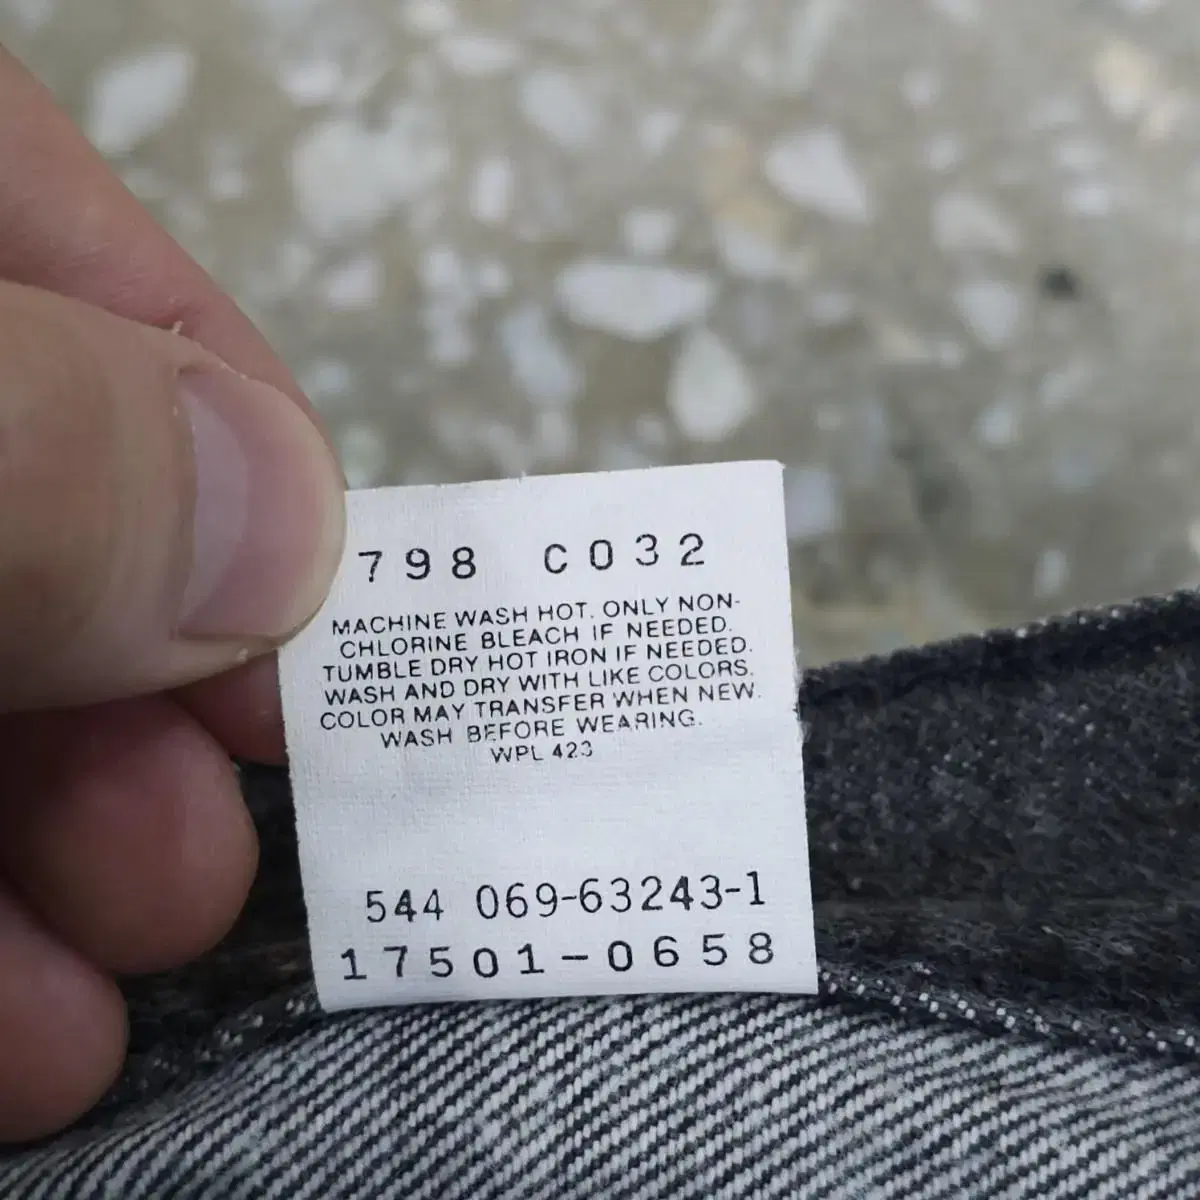 798 C032
MACHINE WASH HOT. ONLY NON-
CHLORINE BLEACH IF NEEDED.
TUMBLE DRY HOT IRON IF NEEDED.
WASH AND DRY WITH LIKE COLORS.
COLOR MAY TRANSFER WHEN NEW.
WASH BEFORE WEARING.
WPL 423
544 069-63243-1
17501-0658